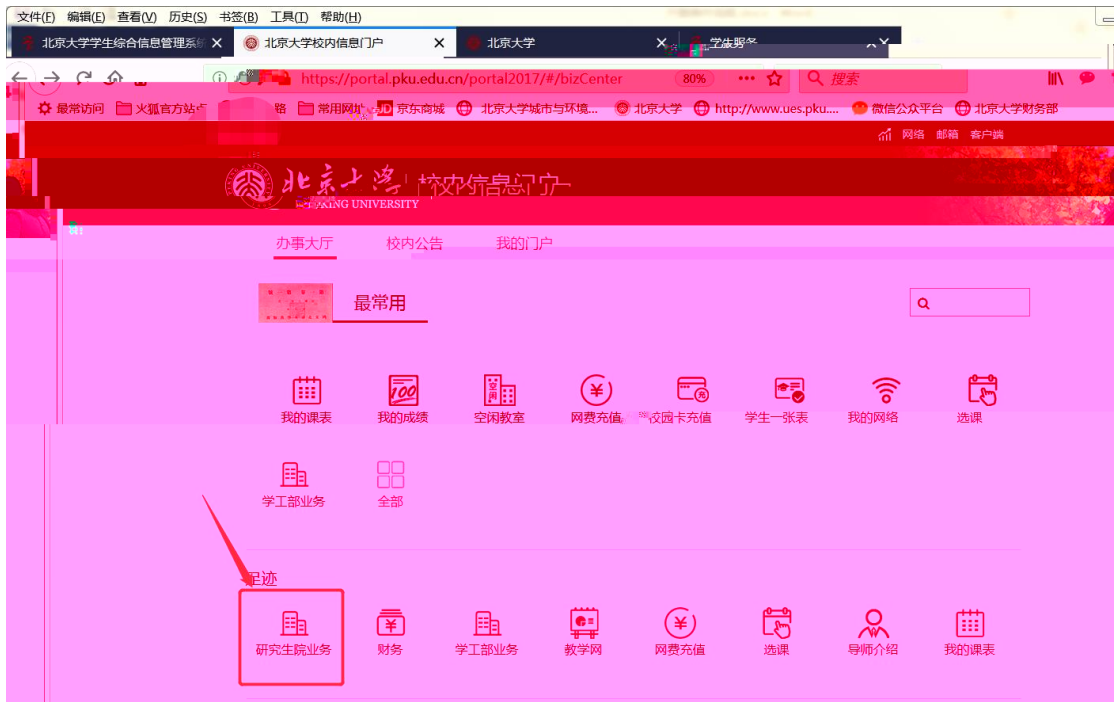 文件(F) 编辑(E) 查看(V) 历史(S) 书签(B) 工具(T) 帮助(H)
北京大学学生综合信息管理系统 北京大学校内信息门户 北京大学 学生服务
https://portal.pku.edu.cn/portal2017/#/bizCenter 80% 搜索
最常访问 火狐官方站点 常用网址 JD 京东商城 北京大学城市与环境... 北京大学 http://www.ues.pku.... 微信公众平台 北京大学财务部
网络 邮箱 客户端
北京大学 校内信息门户
PEKING UNIVERSITY
办事大厅 校内公告 我的门户
最常用
我的课表 我的成绩 空闲教室 网费充值 校园卡充值 学生一张表 我的网络 选课
学工部业务 全部
足迹
研究生院业务 财务 学工部业务 教学网 网费充值 选课 导师介绍 我的课表